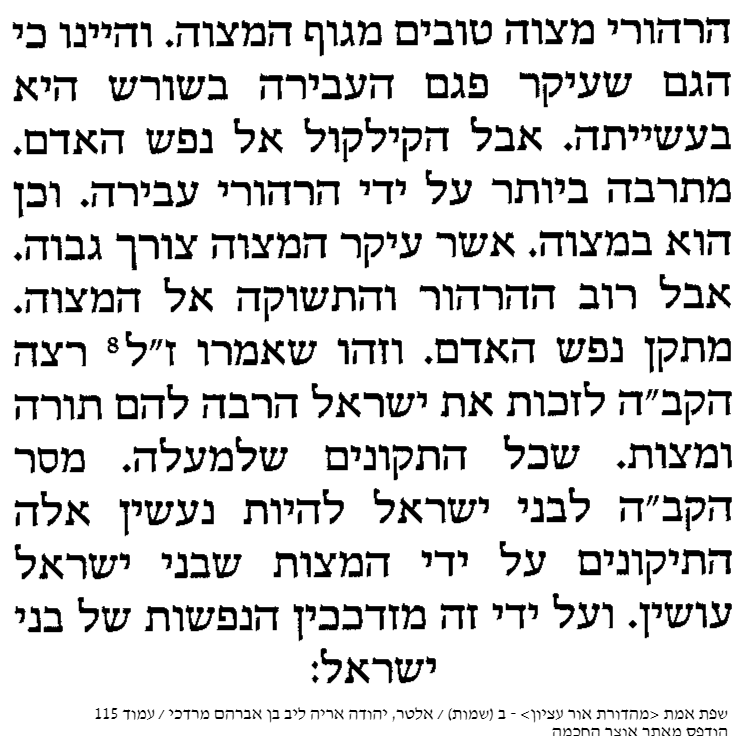 הרהורי מצוה טובים מגוף המצוה. והיינו כי
הגם שעיקר פגם העבירה בשורש היא
בעשייתה. אבל הקילקול אל נפש האדם.
מתרבה ביותר על ידי הרהורי עבירה. וכן
הוא במצוה. אשר עיקר המצוה צורך גבוה.
אבל רוב ההרהור והתשוקה אל המצוה.
מתקן נפש האדם. וזהו שאמרו ז״ל8 רצה
הקב״ה לזכות את ישראל הרבה להם תורה
ומצות. שכל התקונים שלמעלה. מסר
הקב״ה לבני ישראל להיות נעשין אלה
התיקונים על ידי המצות שבני ישראל
עושין. ועל ידי זה מזדככין הנפשות של בני
ישראל:
שפת אמת <מהדורת אור עציון> - ב (שמות) / אלטר, יהודה אריה ליב בן אברהם מרדכי / עמוד 115
הודפס מאתר אוצר החכמה